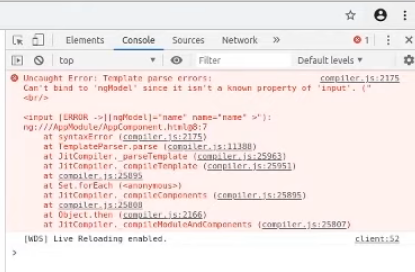 Elements Console Sources Network » 1
top Filter Default levels
Uncaught Error: Template parse errors: compiler.js:2175
Can't bind to 'ngModel' since it isn't a known property of 'input'. ("
<br/>
<input [ERROR ->][ngModel]="name" name="name" >"):
ng:///AppModule/AppComponent.html@8:7
at syntaxError (compiler.js:2175)
at TemplateParser.parse (compiler.js:11388)
at JitCompiler._parseTemplate (compiler.js:25963)
at JitCompiler._compileTemplate (compiler.js:25951)
at compiler.js:25895
at Set.forEach (<anonymous>)
at JitCompiler._compileComponents (compiler.js:25895)
at compiler.js:25808
at Object.then (compiler.js:2166)
at JitCompiler._compileModuleAndComponents (compiler.js:25807)
[WDS] Live Reloading enabled. client:52
>